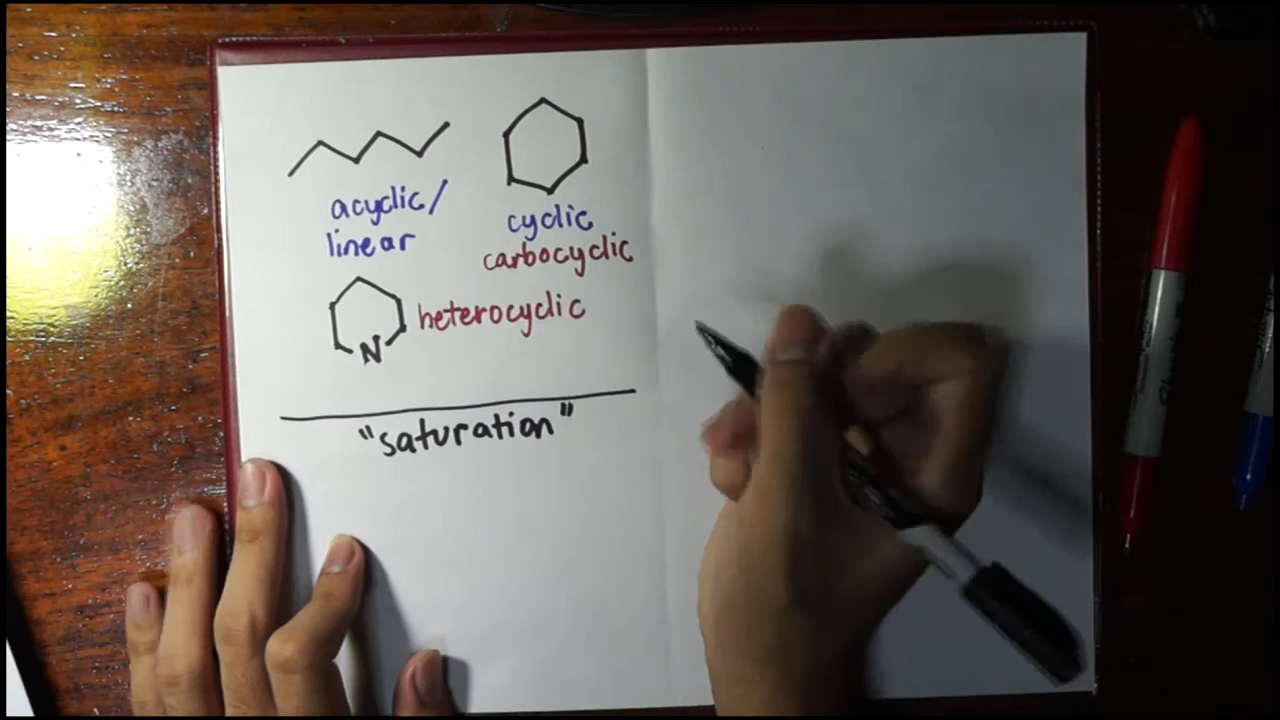 acyclic/
linear
cyclic
carbocyclic
N
heterocyclic
"saturation"